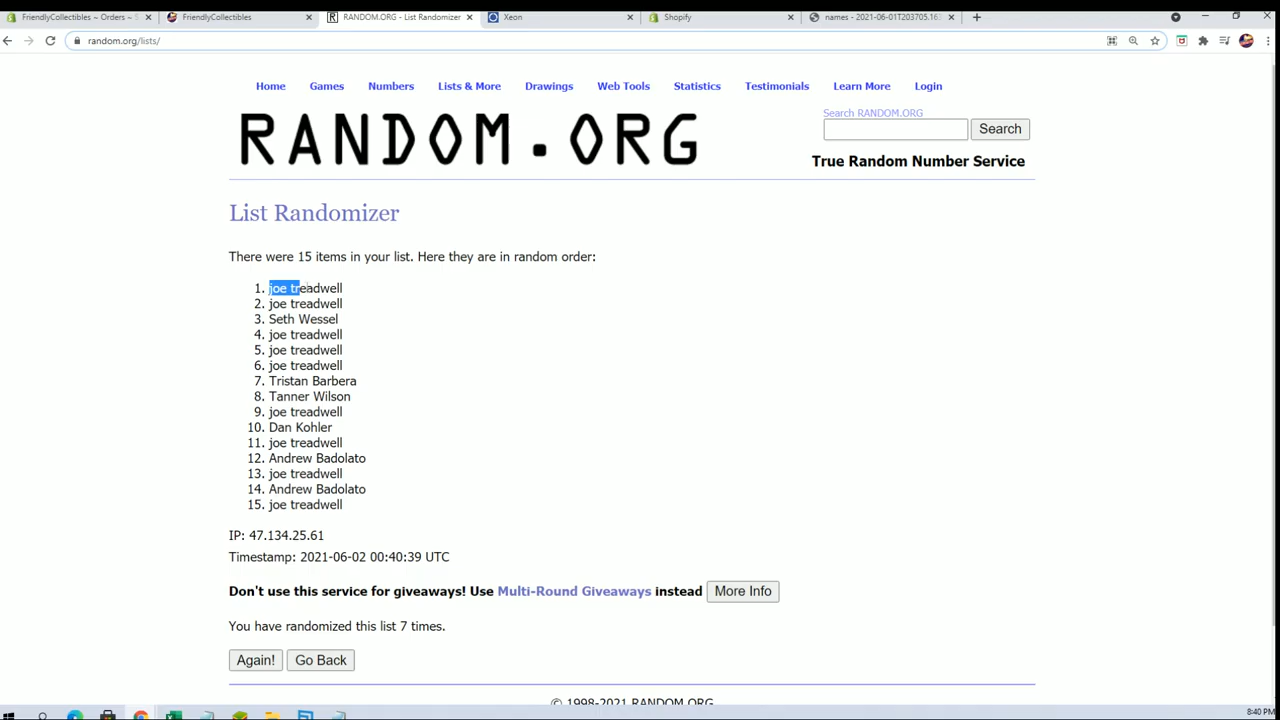 FriendlyCollectibles ~ Orders ~ S
FriendlyCollectibles
RANDOM.ORG - List Randomizer
Xeon
Shopify
names - 2021-06-01T203705.163
random.org/lists/
Home
Games
Numbers
Lists & More
Drawings
Web Tools
Statistics
Testimonials
Learn More
Login
RANDOM.ORG
Search RANDOM.ORG
Search
True Random Number Service
List Randomizer
There were 15 items in your list. Here they are in random order:
1. joe treadwell
2. joe treadwell
3. Seth Wessel
4. joe treadwell
5. joe treadwell
6. joe treadwell
7. Tristan Barbera
8. Tanner Wilson
9. joe treadwell
10. Dan Kohler
11. joe treadwell
12. Andrew Badolato
13. joe treadwell
14. Andrew Badolato
15. joe treadwell
IP: 47.134.25.61
Timestamp: 2021-06-02 00:40:39 UTC
Don't use this service for giveaways! Use Multi-Round Giveaways instead More Info
You have randomized this list 7 times.
Again! Go Back
© 1998-2021 RANDOM.ORG
8:40 PM